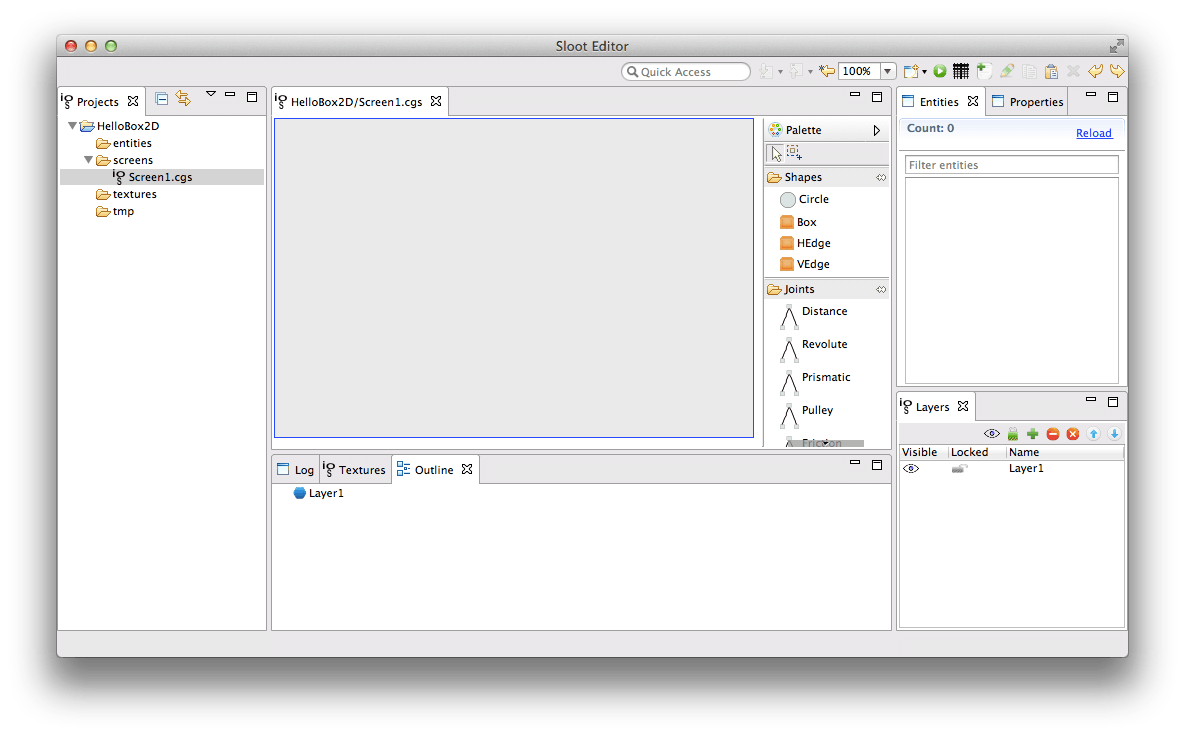 Sloot Editor
Quick Access
100%
Projects
HelloBox2D
entities
screens
Screen1.cgs
textures
tmp
HelloBox2D/Screen1.cgs
Palette
Shapes
Circle
Box
HEdge
VEdge
Joints
Distance
Revolute
Prismatic
Pulley
Friction
Log
Textures
Outline
Layer1
Entities
Properties
Count: 0
Reload
Filter entities
Layers
Visible Locked Name
Layer1